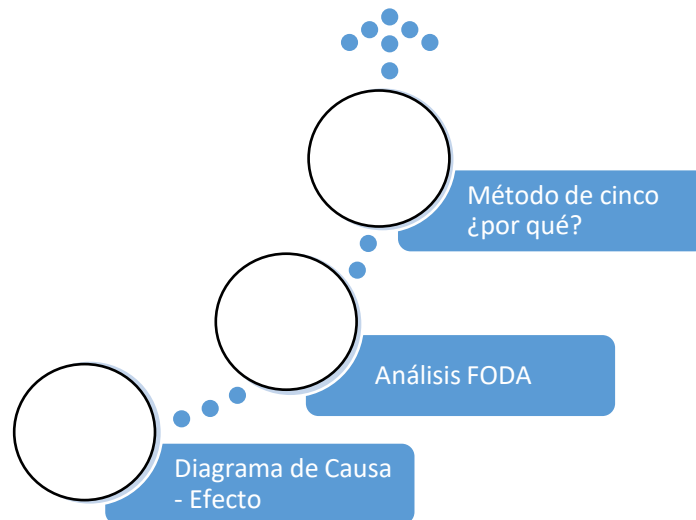 Método de cinco
¿por qué?
Análisis FODA
Diagrama de Causa
- Efecto